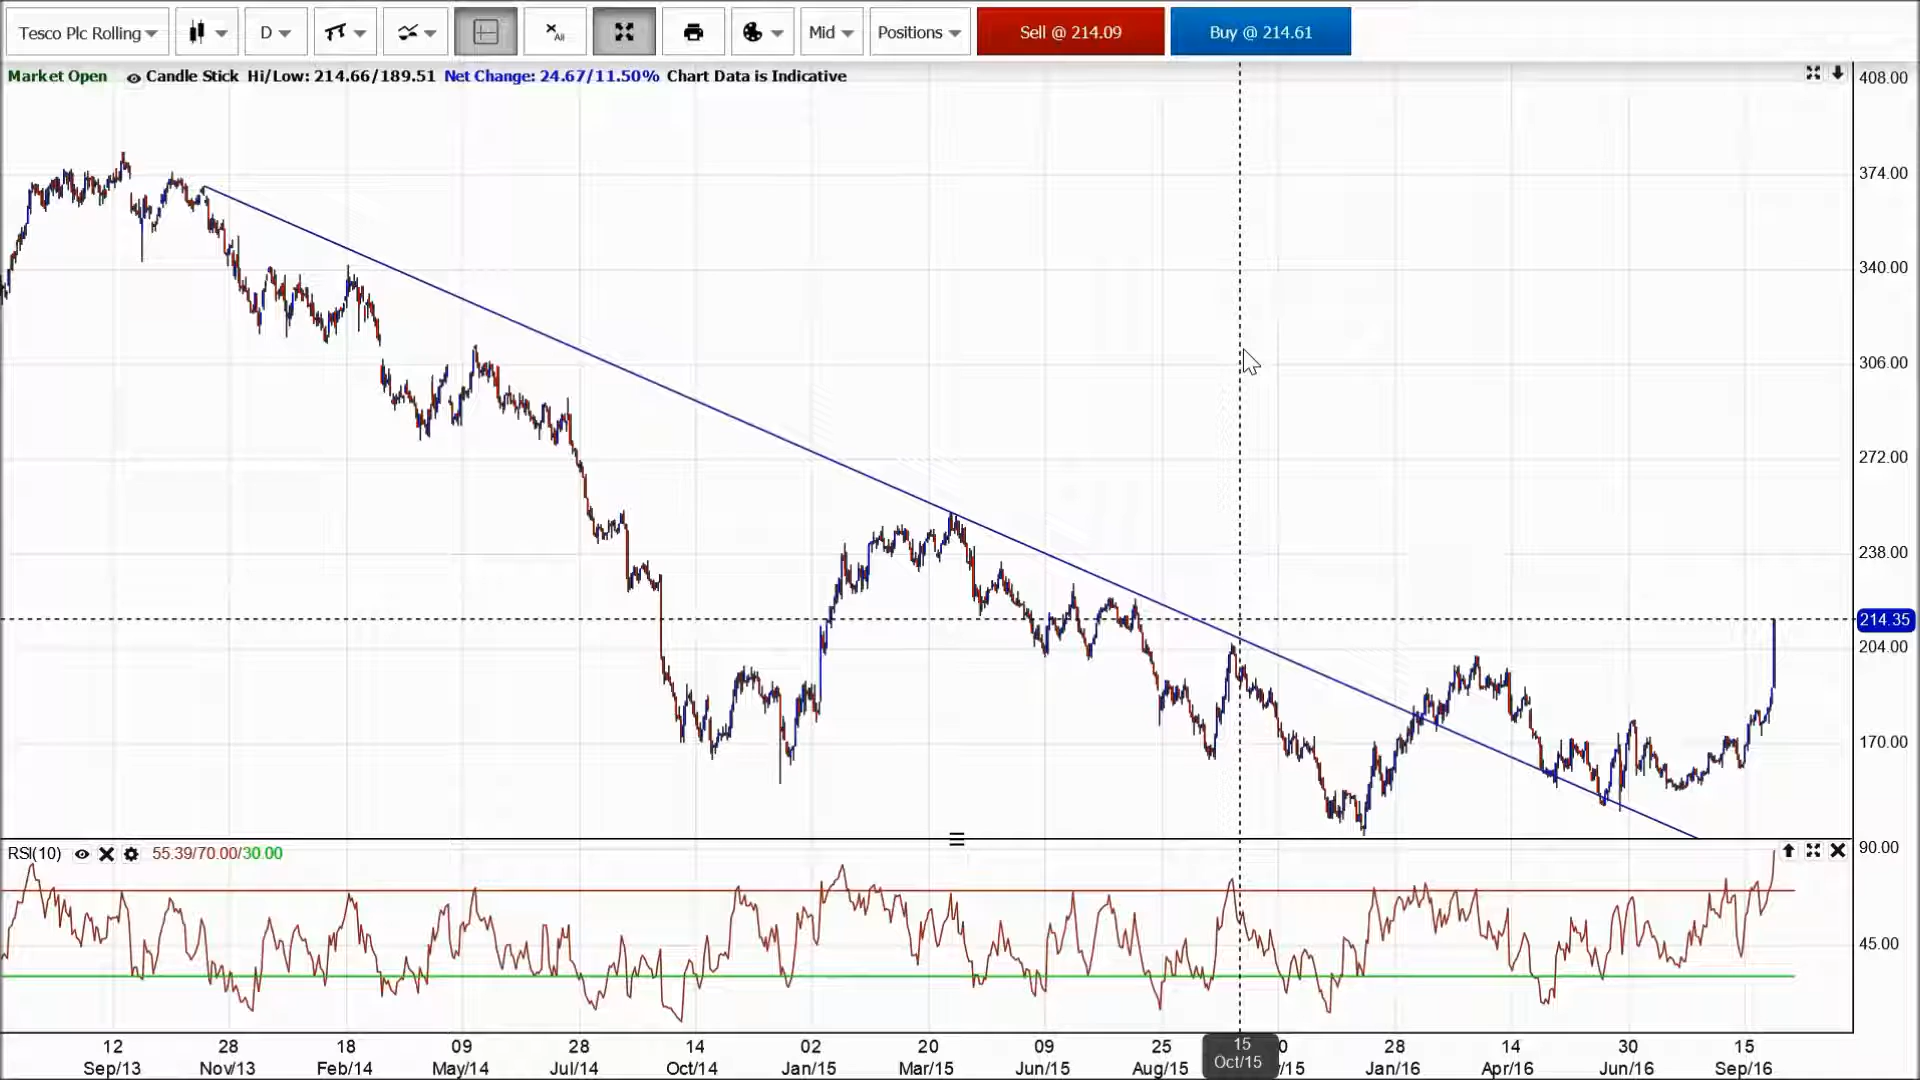 Tesco Plc Rolling D All Mid Positions Sell @ 214.09 Buy @ 214.61
Market Open Candle Stick Hi/Low: 214.66/189.51 Net Change: 24.67/11.50% Chart Data is Indicative
408.00
374.00
340.00
306.00
272.00
238.00
214.35
204.00
170.00
RSI(10) 55.39/70.00/30.00
90.00
45.00
12 28 18 09 28 14 02 20 09 25 15 0 28 14 30 15
Sep/13 Nov/13 Feb/14 May/14 Jul/14 Oct/14 Jan/15 Mar/15 Jun/15 Aug/15 Oct/15 /15 Jan/16 Apr/16 Jun/16 Sep/16